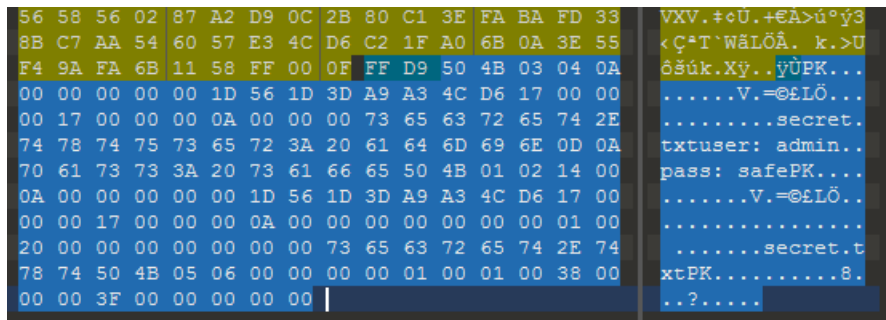 56 58 56 02 87 A2 D9 0C 2B 80 C1 3E FA BA FD 33 VXV.‡¢Ù.+€Á>úºý3
8B C7 AA 54 60 57 E3 4C D6 C2 1F A0 6B 0A 3E 55 ‹ÇªT`WãLÖÂ. k.>U
F4 9A FA 6B 11 58 FF 00 0F FF D9 50 4B 03 04 0A ôšúk.Xÿ..ÿÙPK...
00 00 00 00 00 1D 56 1D 3D A9 A3 4C D6 17 00 00 ......V.=©£LÖ...
00 17 00 00 00 0A 00 00 00 73 65 63 72 65 74 2E .........secret.
74 78 74 75 73 65 72 3A 20 61 64 6D 69 6E 0D 0A txtuser: admin..
70 61 73 73 3A 20 73 61 66 65 50 4B 01 02 14 00 pass: safePK....
0A 00 00 00 00 00 1D 56 1D 3D A9 A3 4C D6 17 00 .......V.=©£LÖ..
00 00 17 00 00 00 0A 00 00 00 00 00 00 00 01 00 ................
20 00 00 00 00 00 00 00 73 65 63 72 65 74 2E 74 .......secret.t
78 74 50 4B 05 06 00 00 00 00 01 00 01 00 38 00 xtPK..........8.
00 00 3F 00 00 00 00 00 ..?.....